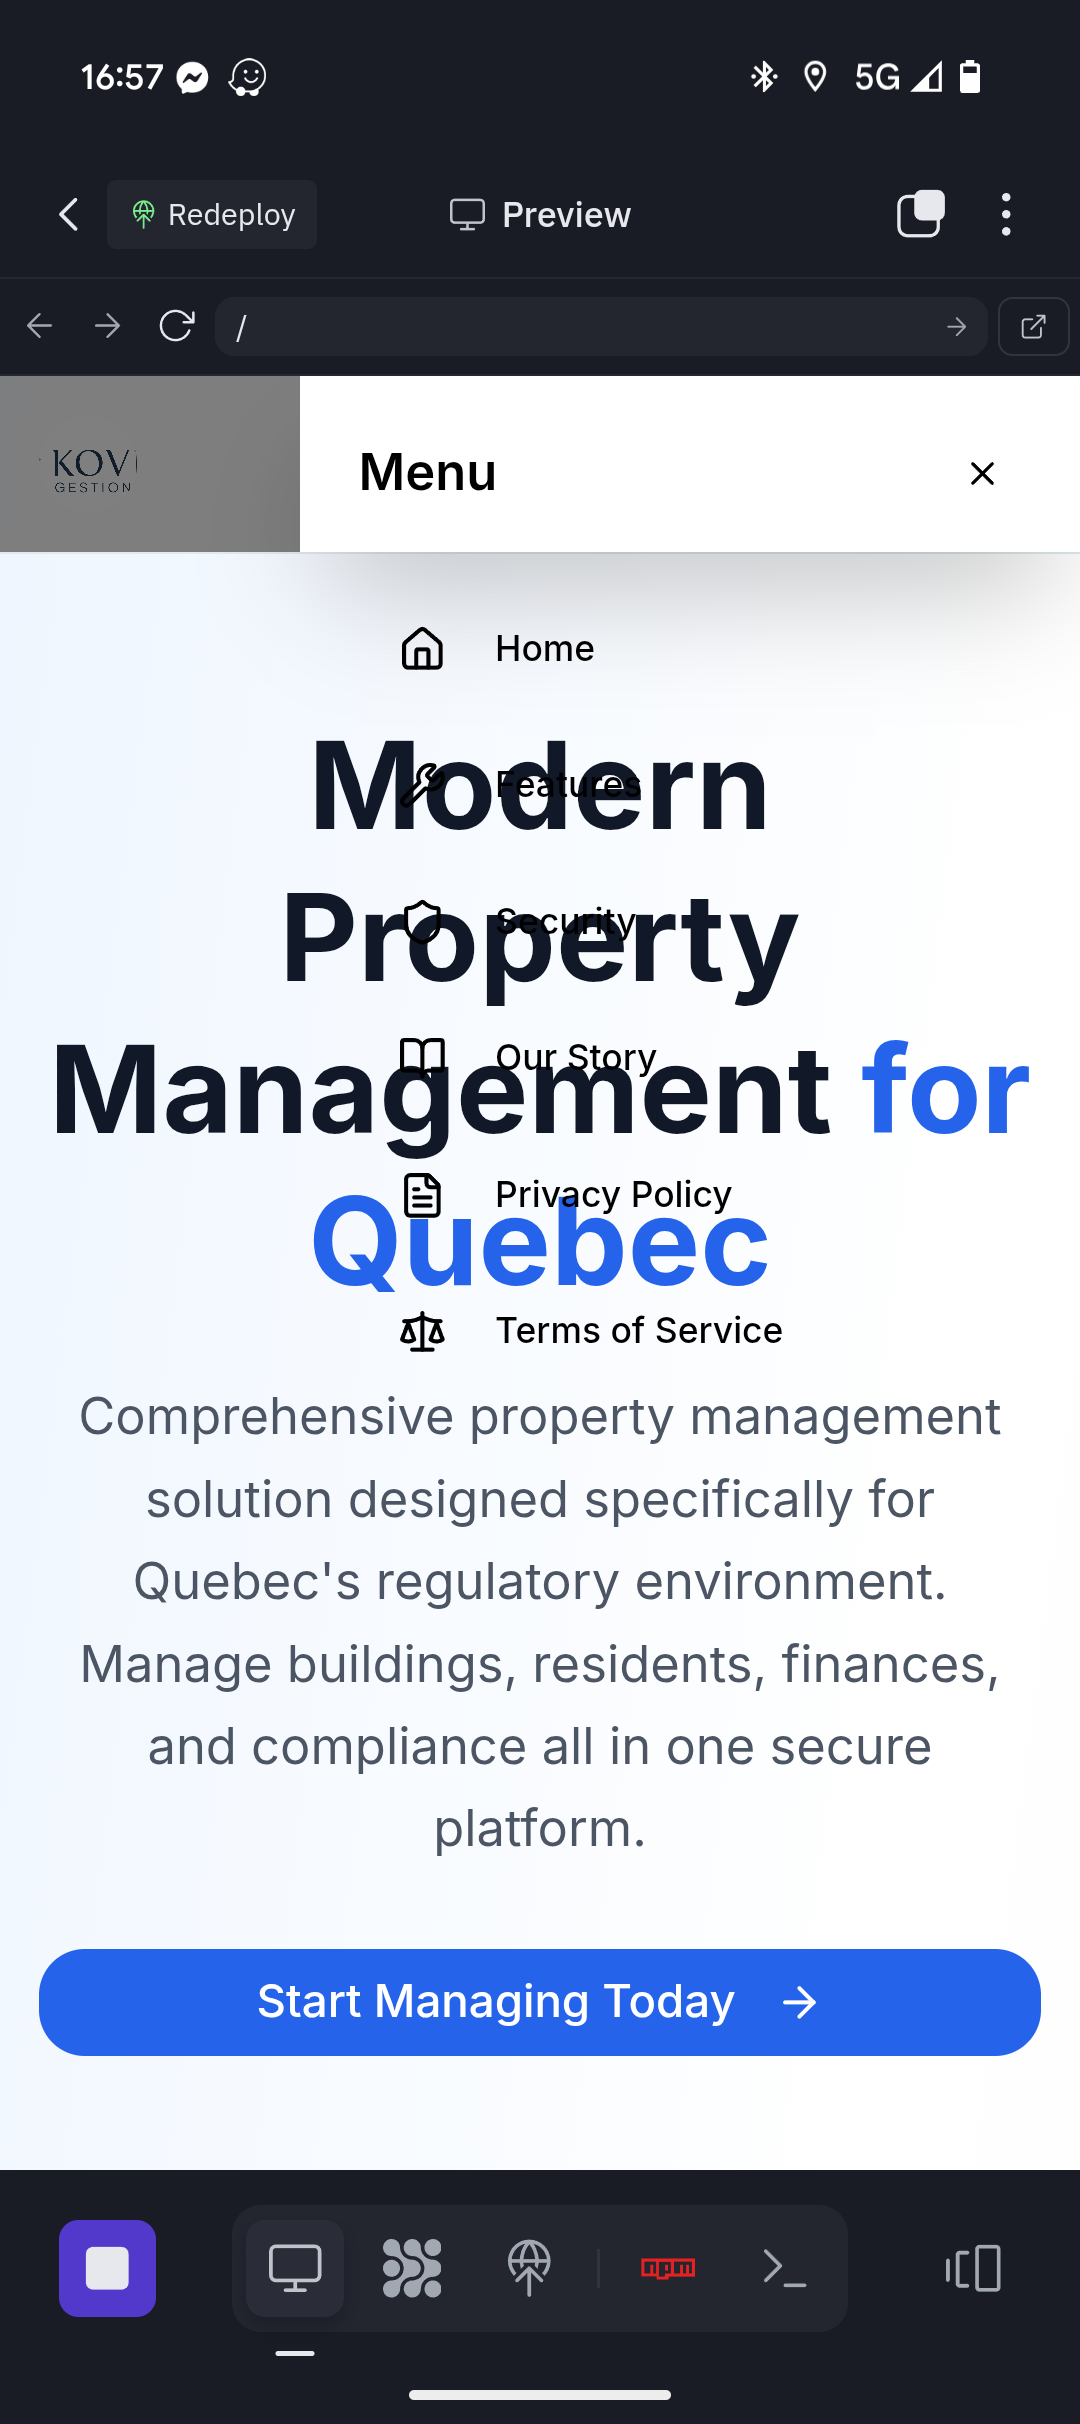 16:57
5G
Redeploy
Preview
/
KOV
GESTION
Menu
Home
Modern
Features
Property
Security
Management for
Our Story
Quebec
Privacy Policy
Terms of Service
Comprehensive property management
solution designed specifically for
Quebec's regulatory environment.
Manage buildings, residents, finances,
and compliance all in one secure
platform.
Start Managing Today